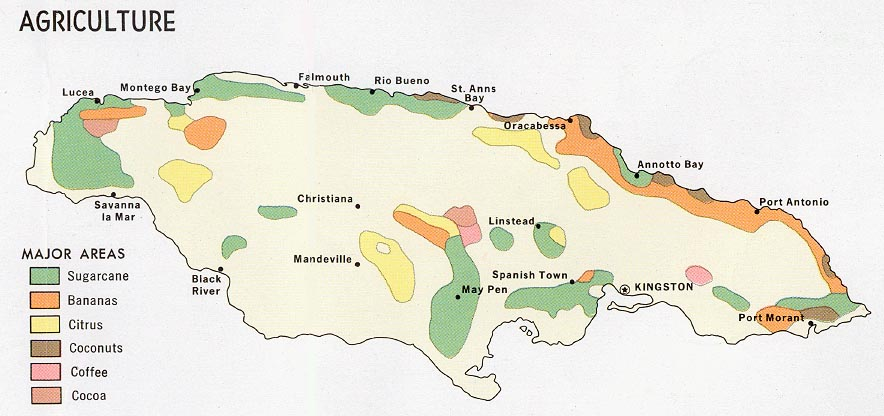 AGRICULTURE
Lucea
Montego Bay
Falmouth
Rio Bueno
St. Anns
Bay
Oracabessa
Annotto Bay
Port Antonio
Savanna
la Mar
Christiana
Linstead
Mandeville
Black
River
May Pen
Spanish Town
KINGSTON
Port Morant
MAJOR AREAS
Sugarcane
Bananas
Citrus
Coconuts
Coffee
Cocoa